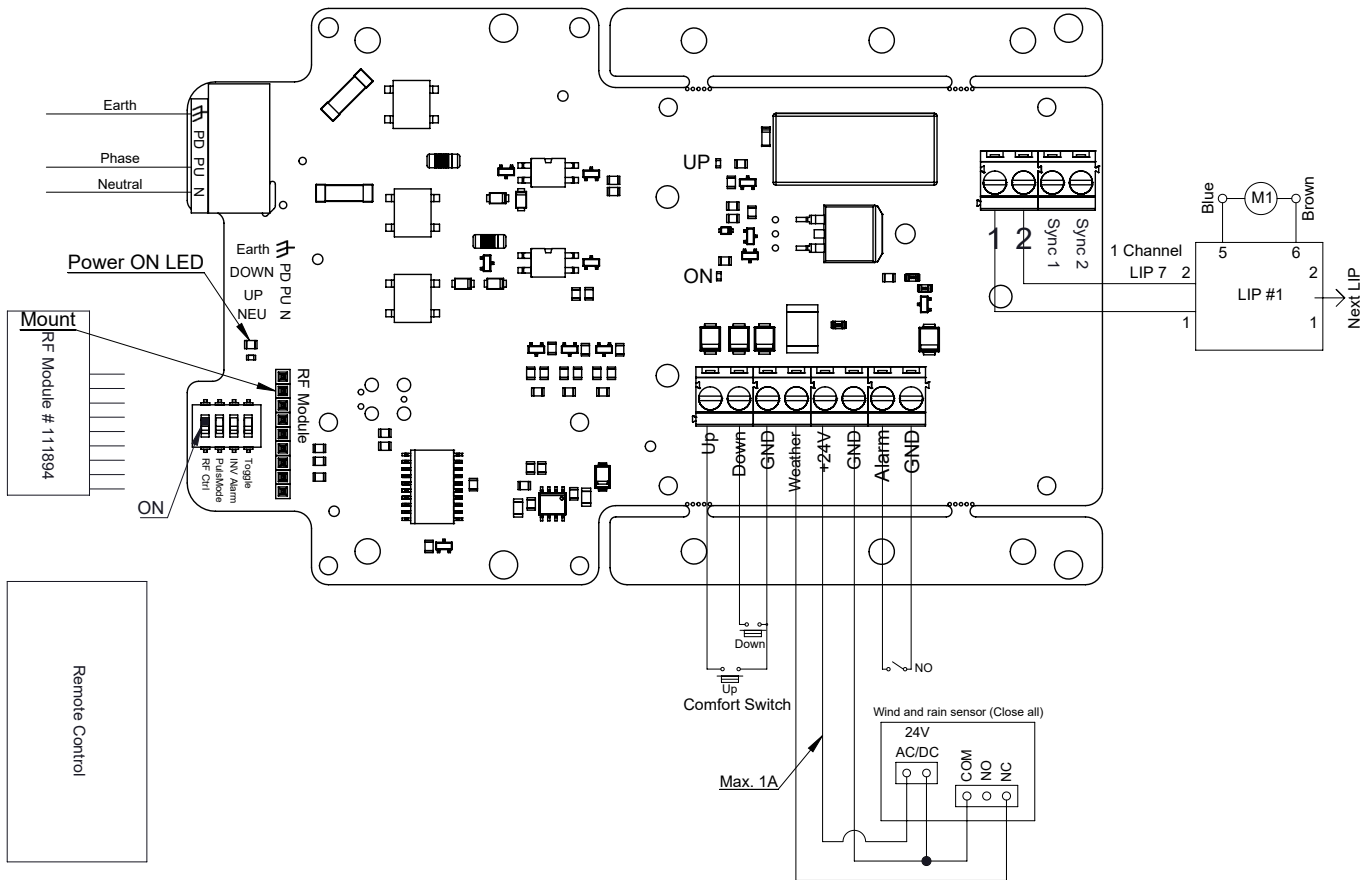 Earth
PD PU N
Phase
Neutral
Earth
DOWN
UP
NEU
PD PU N
Power ON LED
Mount
RF Module # 111894
RF Module
RF Ctrl
PulsMode
INV Alarm
Toggle
ON
Remote Control
UP
ON
1
2
Sync 1
Sync 2
1 Channel
LIP 7
2
1
Blue
M1
Brown
5
6
LIP #1
2
1
Next LIP
Up
Down
GND
Weather
+24V
GND
Alarm
GND
Down
Up
Comfort Switch
NO
Max. 1A
Wind and rain sensor (Close all)
24V
AC/DC
COM
NO
NC